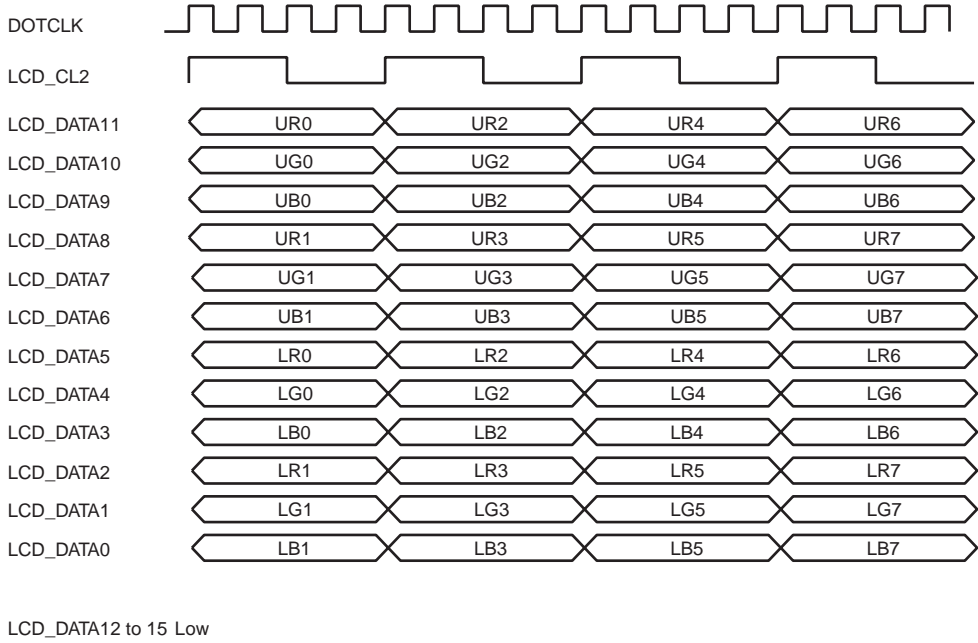 DOTCLK
LCD_CL2
LCD_DATA11 UR0 UR2 UR4 UR6
LCD_DATA10 UG0 UG2 UG4 UG6
LCD_DATA9 UB0 UB2 UB4 UB6
LCD_DATA8 UR1 UR3 UR5 UR7
LCD_DATA7 UG1 UG3 UG5 UG7
LCD_DATA6 UB1 UB3 UB5 UB7
LCD_DATA5 LR0 LR2 LR4 LR6
LCD_DATA4 LG0 LG2 LG4 LG6
LCD_DATA3 LB0 LB2 LB4 LB6
LCD_DATA2 LR1 LR3 LR5 LR7
LCD_DATA1 LG1 LG3 LG5 LG7
LCD_DATA0 LB1 LB3 LB5 LB7
LCD_DATA12 to 15 Low